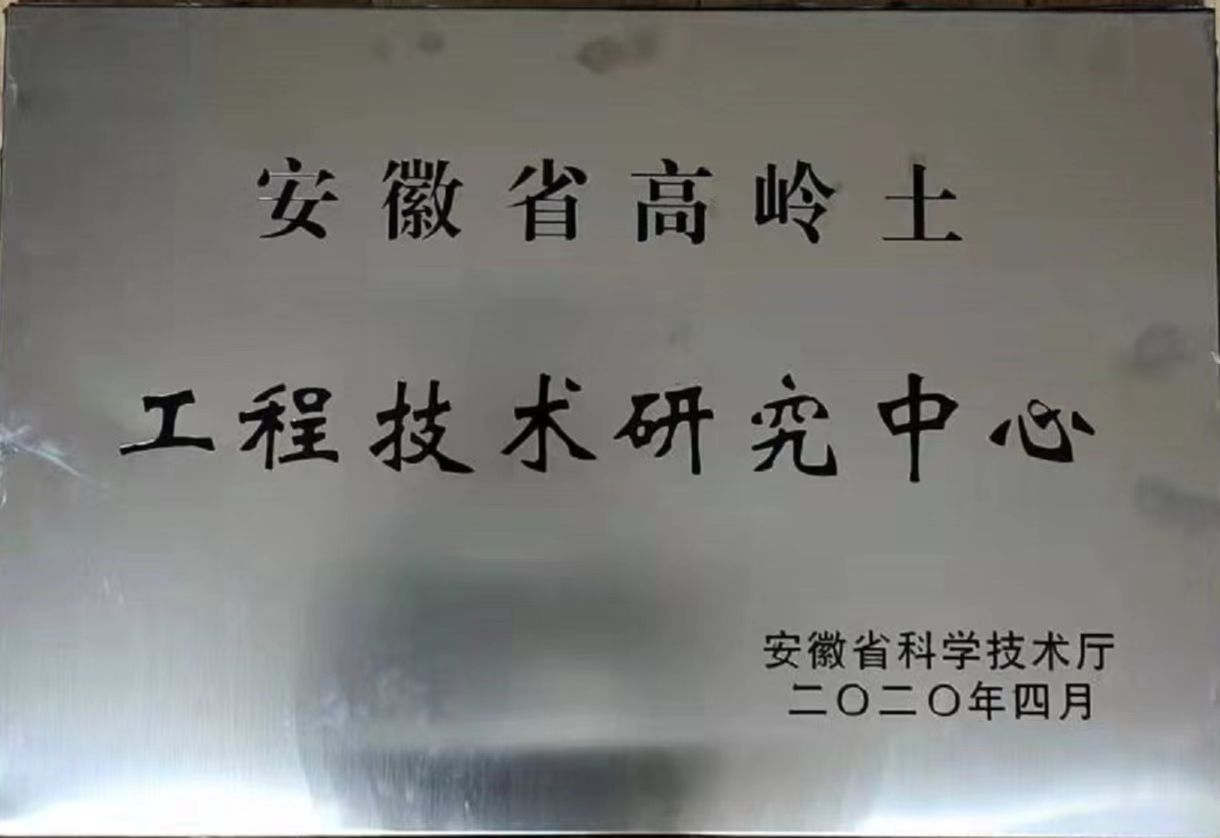 安徽省高岭土
工程技术研究中心
安徽省科学技术厅
二〇二〇年四月